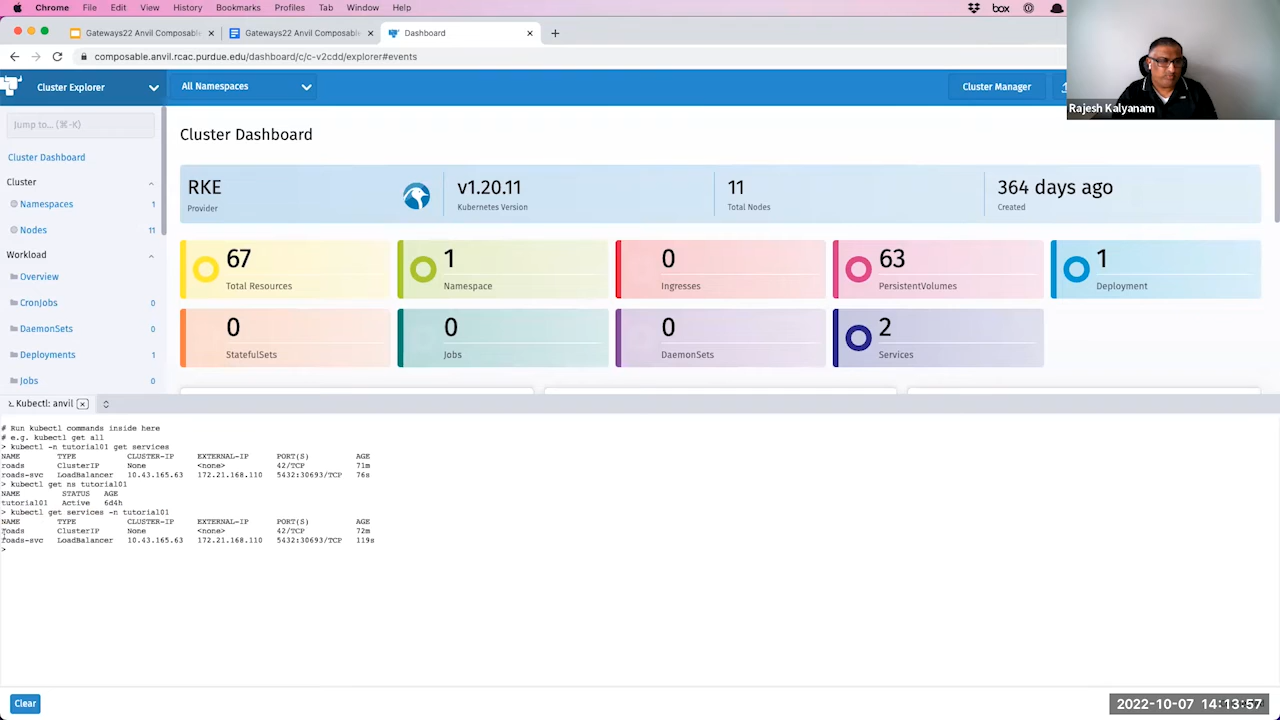 Chrome File Edit View History Bookmarks Profiles Tab Window Help
box
Gateways22 Anvil Composable
Gateways22 Anvil Composable
Dashboard
composable.anvil.rcac.purdue.edu/dashboard/c/c-v2cdd/explorer#events
Cluster Explorer
All Namespaces
Cluster Manager
Rajesh Kalyanam
Jump to... (⌘-K)
Cluster Dashboard
Cluster
Namespaces 1
Nodes 11
Workload
Overview
CronJobs 0
DaemonSets 0
Deployments 1
Jobs 0
Cluster Dashboard
RKE
Provider
v1.20.11
Kubernetes Version
11
Total Nodes
364 days ago
Created
67
Total Resources
1
Namespace
0
Ingresses
63
PersistentVolumes
1
Deployment
0
StatefulSets
0
Jobs
0
DaemonSets
2
Services
Kubectl: anvil
# Run kubectl commands inside here
# e.g. kubectl get all
> kubectl -n tutorial01 get services
NAME TYPE CLUSTER-IP EXTERNAL-IP PORT(S) AGE
roads ClusterIP None <none> 42/TCP 71m
roads-svc LoadBalancer 10.43.165.63 172.21.168.110 5432:30693/TCP 76s
> kubectl get ns tutorial01
NAME STATUS AGE
tutorial01 Active 6d4h
> kubectl get services -n tutorial01
NAME TYPE CLUSTER-IP EXTERNAL-IP PORT(S) AGE
roads ClusterIP None <none> 42/TCP 72m
roads-svc LoadBalancer 10.43.165.63 172.21.168.110 5432:30693/TCP 119s
>
Clear
2022-10-07 14:13:57